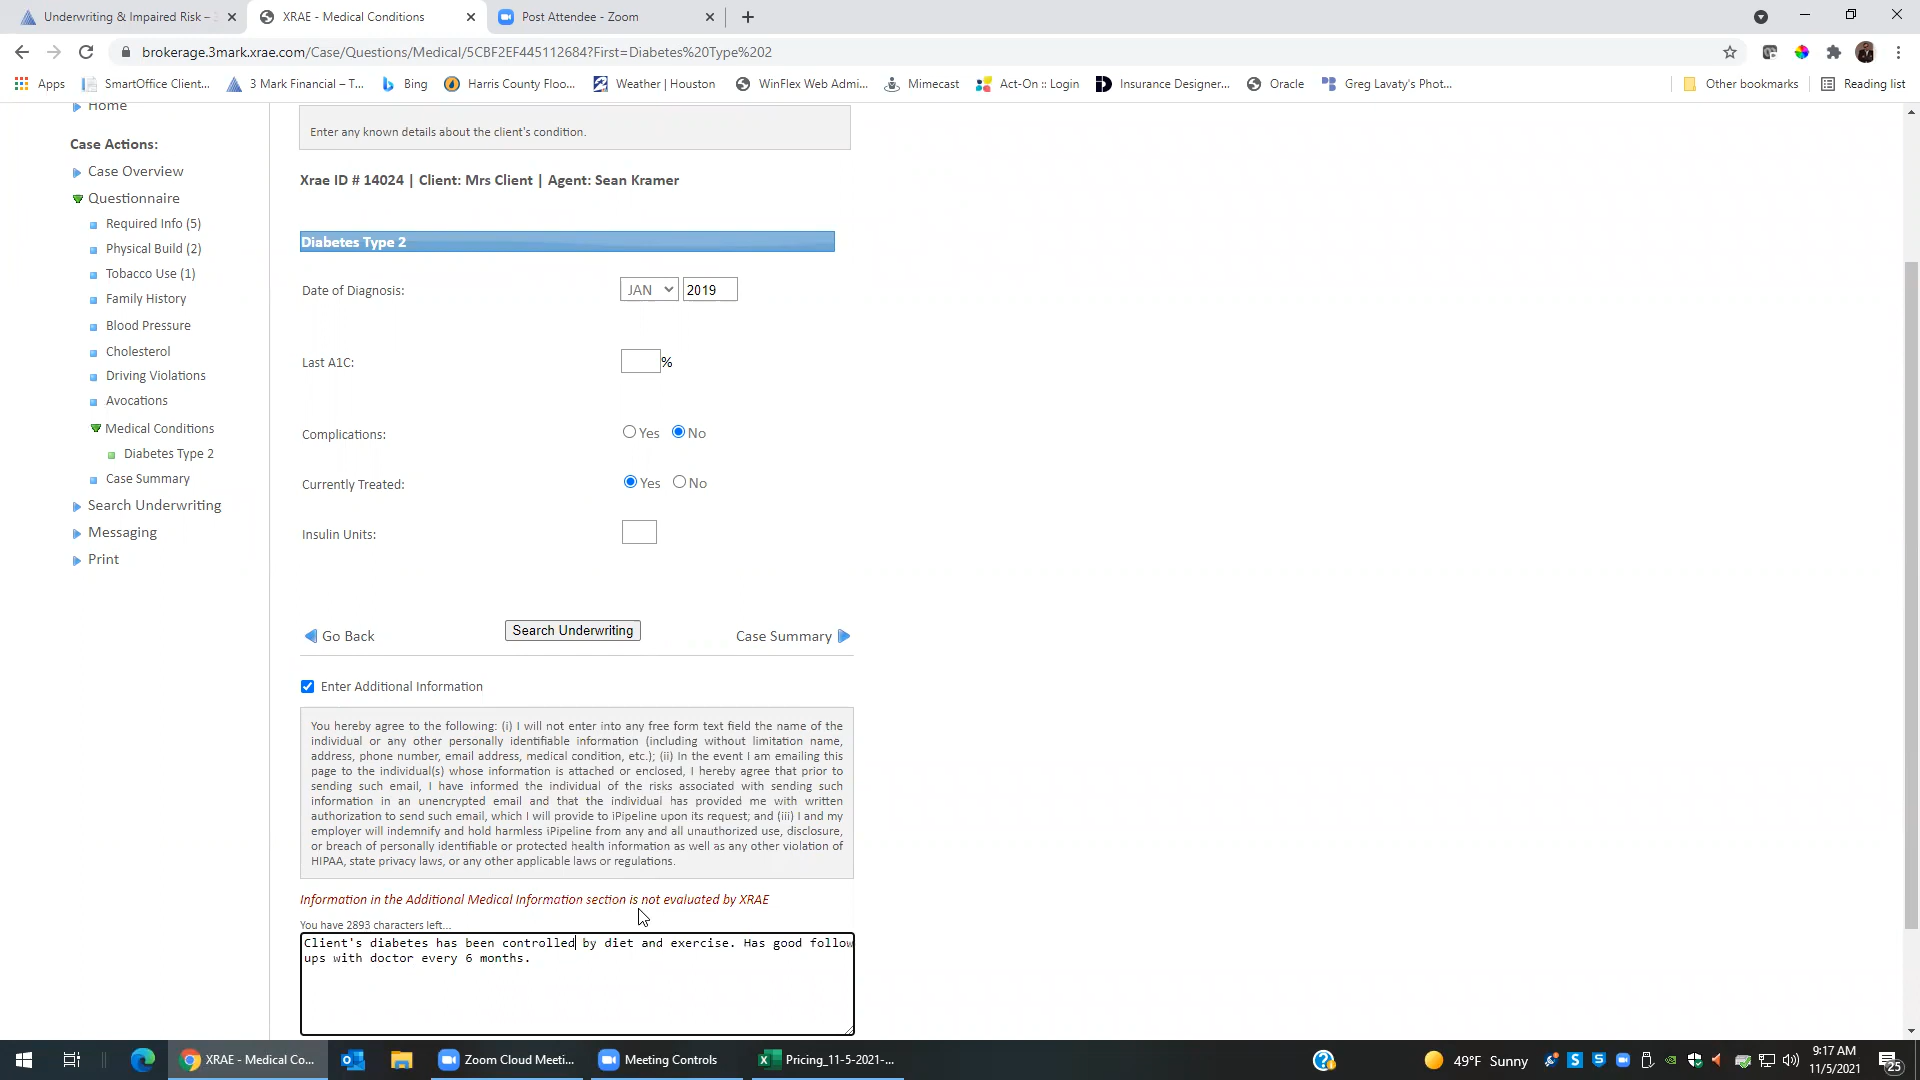 Underwriting & Impaired Risk – 3
XRAE - Medical Conditions
Post Attendee - Zoom
brokerage.3mark.xrae.com/Case/Questions/Medical/5CBF2EF445112684?First=Diabetes%20Type%202
Apps
SmartOffice Client...
3 Mark Financial – T...
Bing
Harris County Floo...
Weather | Houston
WinFlex Web Admi...
Mimecast
Act-On :: Login
Insurance Designer...
Oracle
Greg Lavaty's Phot...
Other bookmarks
Reading list
Home
Case Actions:
Case Overview
Questionnaire
Required Info (5)
Physical Build (2)
Tobacco Use (1)
Family History
Blood Pressure
Cholesterol
Driving Violations
Avocations
Medical Conditions
Diabetes Type 2
Case Summary
Search Underwriting
Messaging
Print
Enter any known details about the client's condition.
Xrae ID # 14024 | Client: Mrs Client | Agent: Sean Kramer
Diabetes Type 2
Date of Diagnosis: JAN 2019
Last A1C: %
Complications: Yes No
Currently Treated: Yes No
Insulin Units:
Go Back Search Underwriting Case Summary
Enter Additional Information
You hereby agree to the following: (i) I will not enter into any free form text field the name of the
individual or any other personally identifiable information (including without limitation name,
address, phone number, email address, medical condition, etc.); (ii) In the event I am emailing this
page to the individual(s) whose information is attached or enclosed, I hereby agree that prior to
sending such email, I have informed the individual of the risks associated with sending such
information in an unencrypted email and that the individual has provided me with written
authorization to send such email, which I will provide to iPipeline upon its request; and (iii) I and my
employer will indemnify and hold harmless iPipeline from any and all unauthorized use, disclosure,
or breach of personally identifiable or protected health information as well as any other violation of
HIPAA, state privacy laws, or any other applicable laws or regulations.
Information in the Additional Medical Information section is not evaluated by XRAE
You have 2893 characters left...
Client's diabetes has been controlled by diet and exercise. Has good follow
ups with doctor every 6 months.
XRAE - Medical Co...
Zoom Cloud Meeti...
Meeting Controls
Pricing_11-5-2021-...
49°F Sunny
9:17 AM
11/5/2021
25